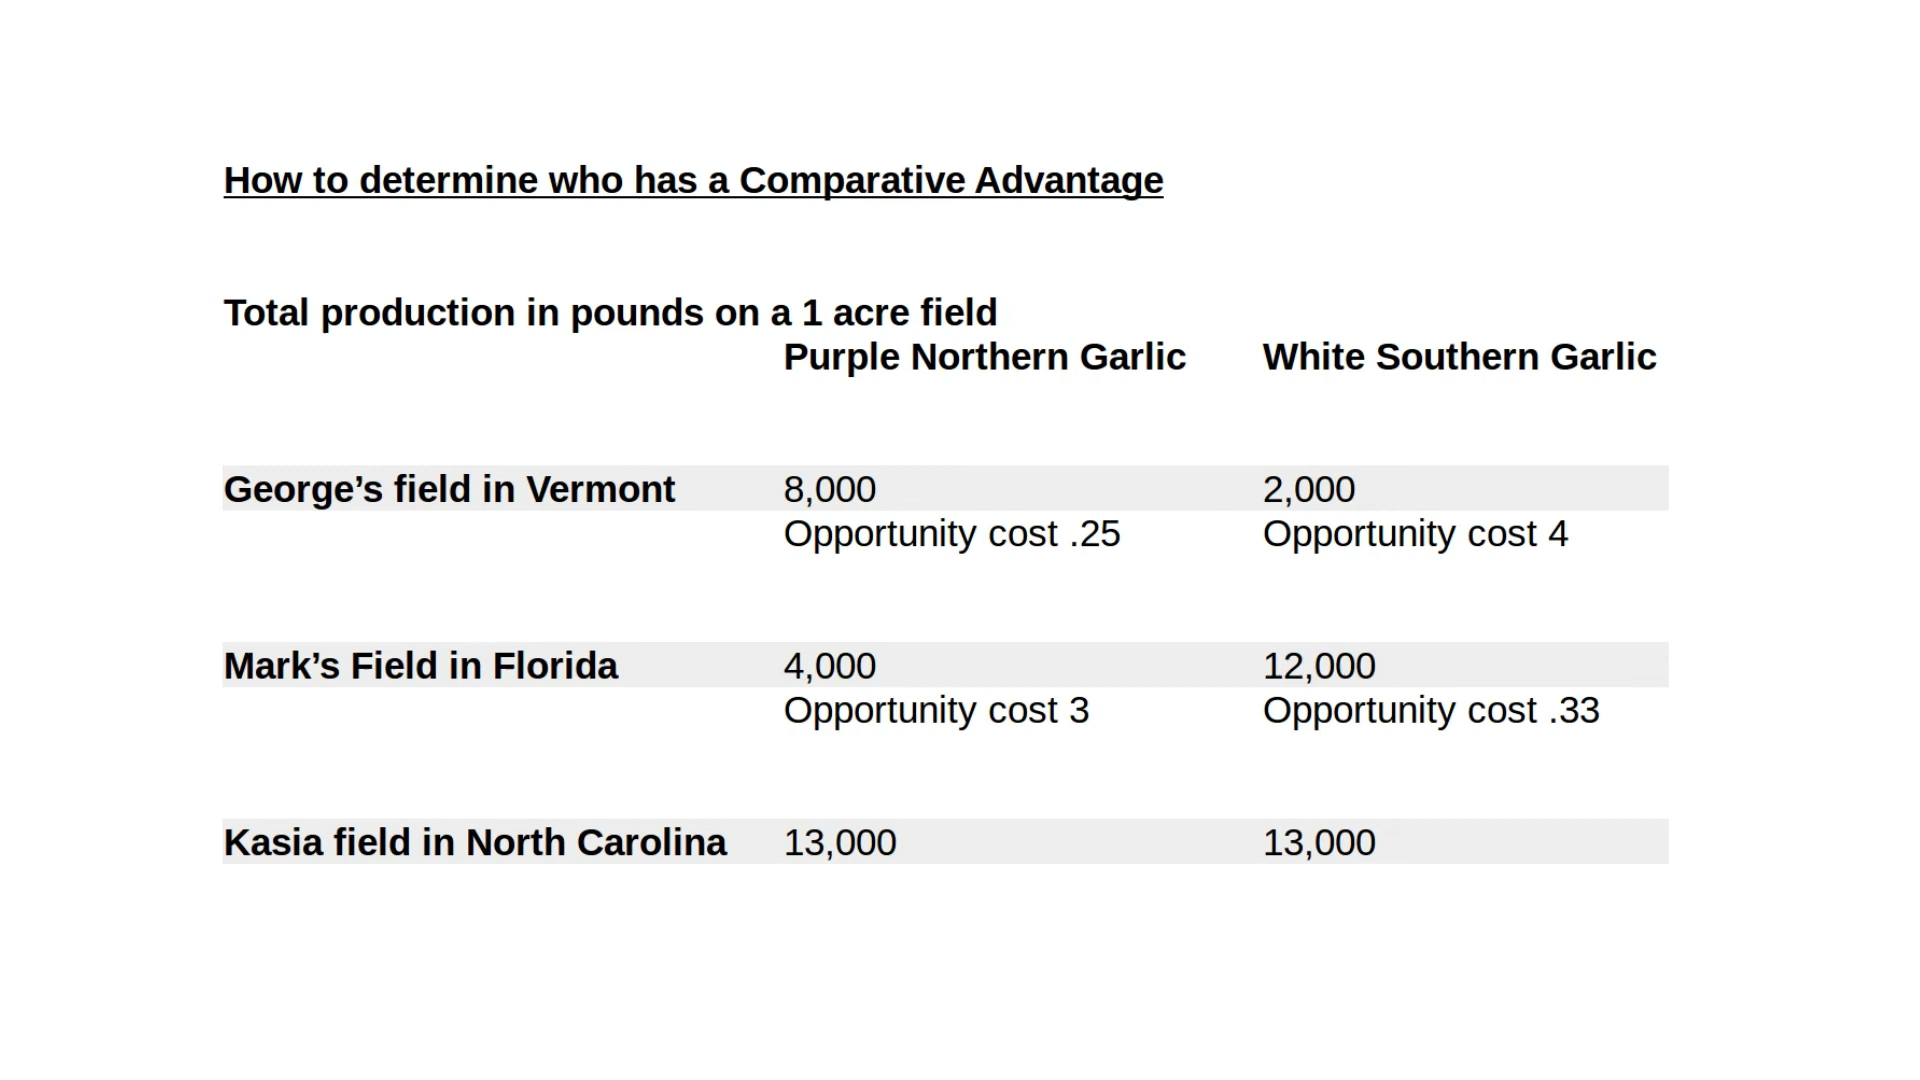 How to determine who has a Comparative Advantage
Total production in pounds on a 1 acre field
Purple Northern Garlic White Southern Garlic
George’s field in Vermont 8,000 2,000
Opportunity cost .25 Opportunity cost 4
Mark’s Field in Florida 4,000 12,000
Opportunity cost 3 Opportunity cost .33
Kasia field in North Carolina 13,000 13,000